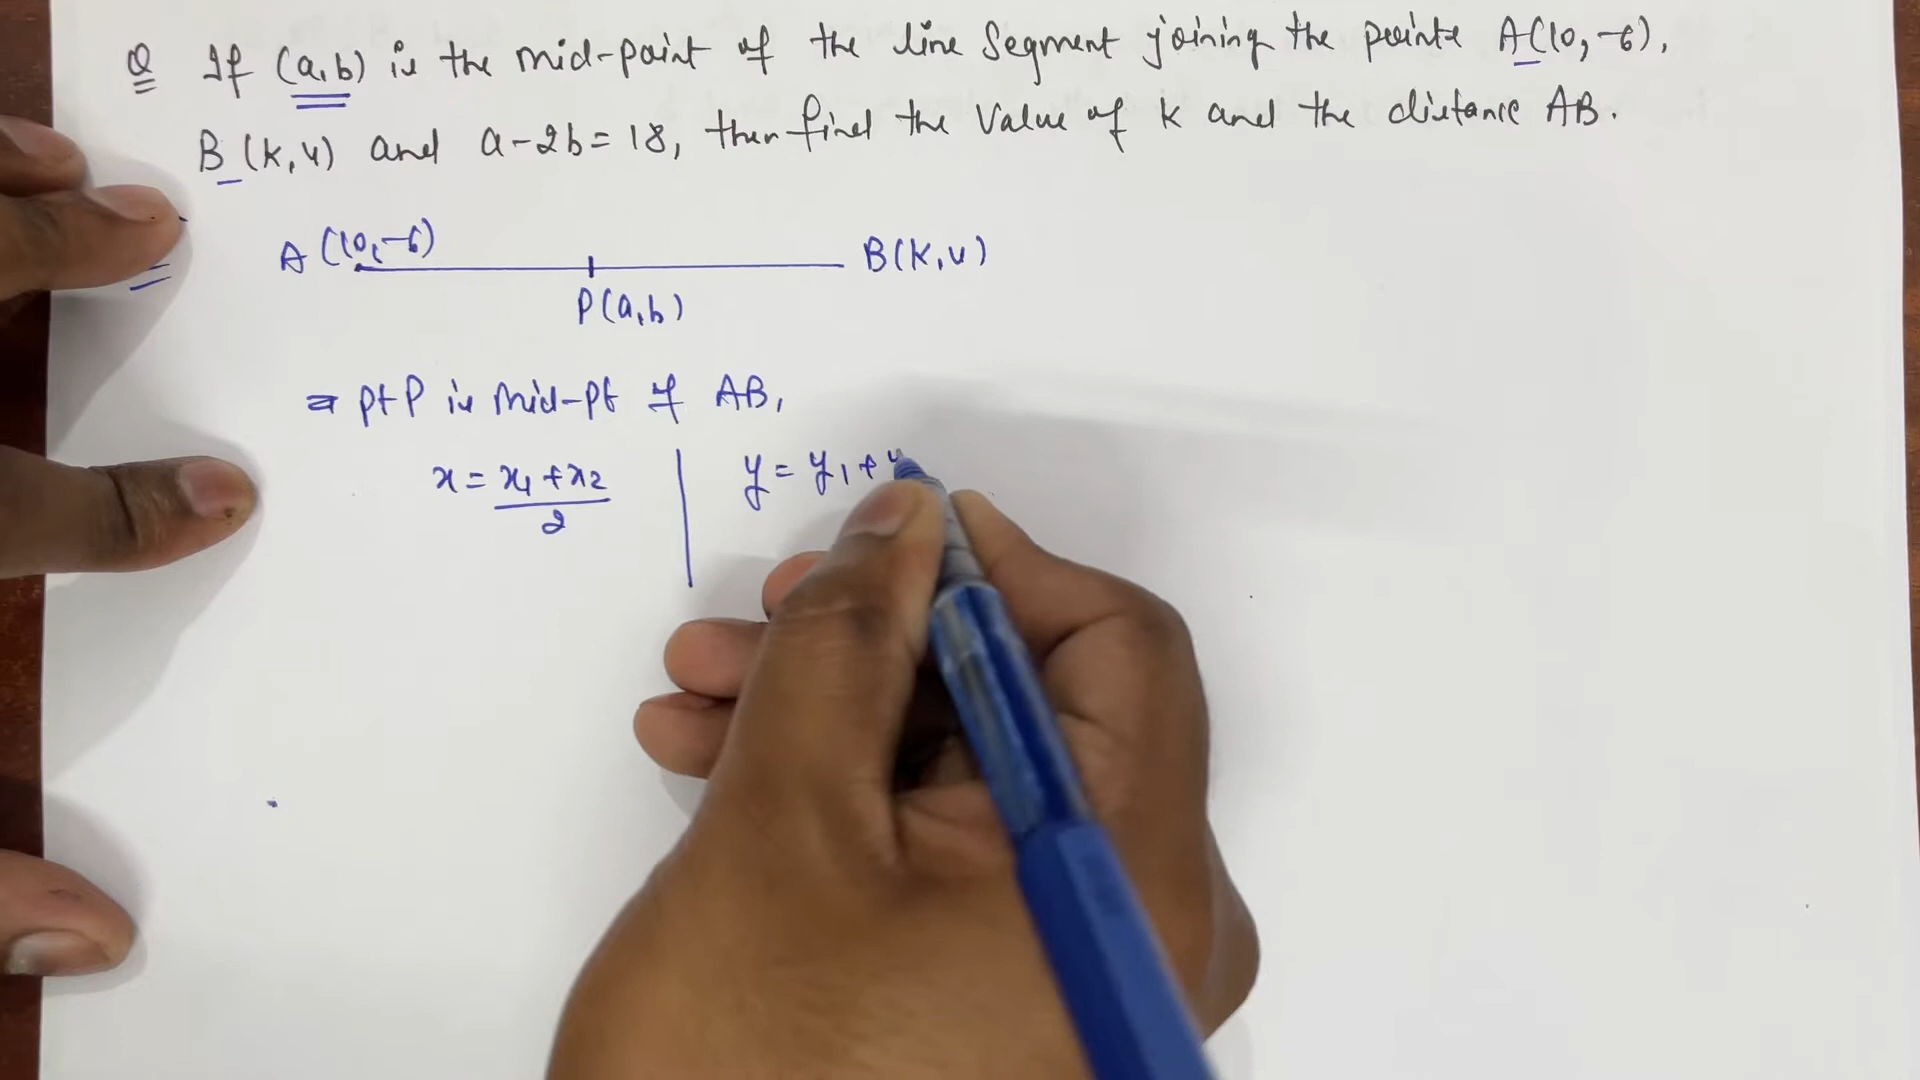 Q If (a,b) is the mid-point of the line Segment joining the points A(10,-6),
B(k,4) and a-2b=18, then find the value of k and the distance AB.
A(10,-6) B(k,4)
P(a,b)
⇒ pt P is mid-pt of AB,
x = x1+x2 / 2 | y = y1+y